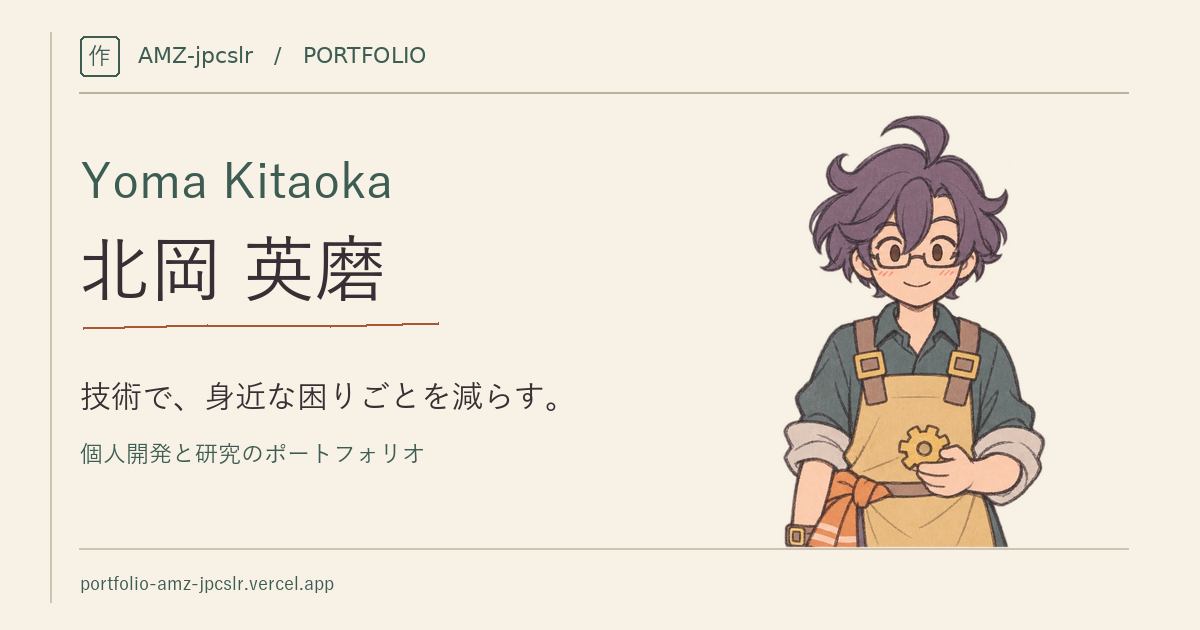 作 AMZ-jpcslr / PORTFOLIO
Yoma Kitaoka
北岡 英磨
技術で、身近な困りごとを減らす。
個人開発と研究のポートフォリオ
portfolio-amz-jpcslr.vercel.app